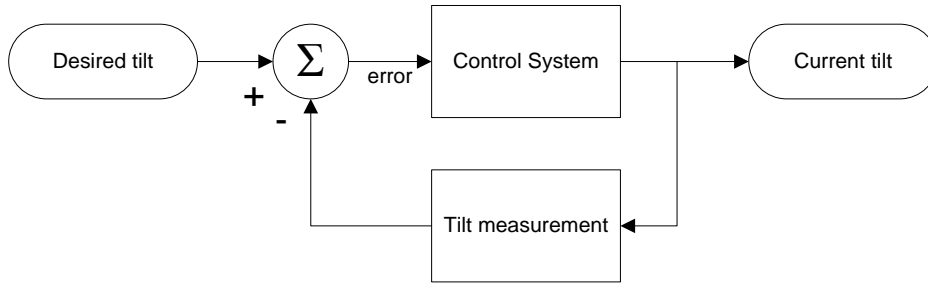 Desired tilt
Σ
Control System
Current tilt
error
+
-
Tilt measurement